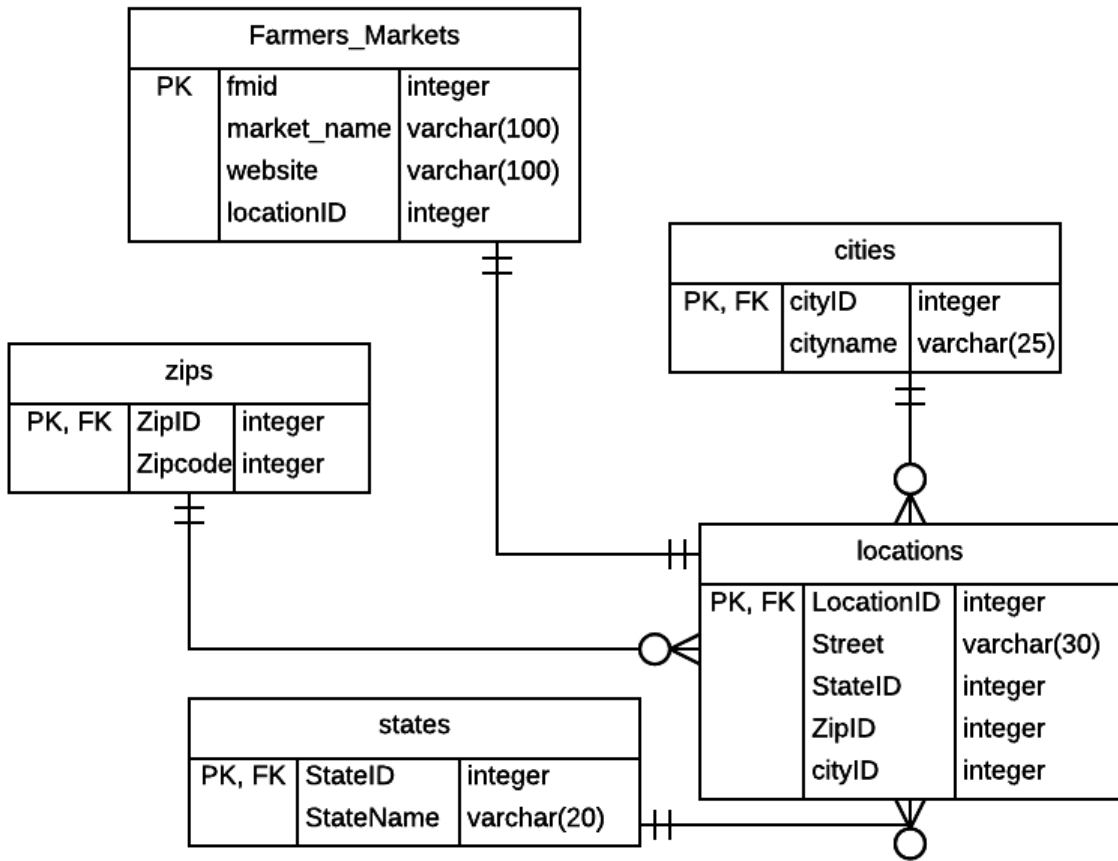 Farmers_Markets
PK fmid integer
market_name varchar(100)
website varchar(100)
locationID integer
cities
PK, FK cityID integer
cityname varchar(25)
zips
PK, FK ZipID integer
Zipcode integer
locations
PK, FK LocationID integer
Street varchar(30)
StateID integer
ZipID integer
cityID integer
states
PK, FK StateID integer
StateName varchar(20)